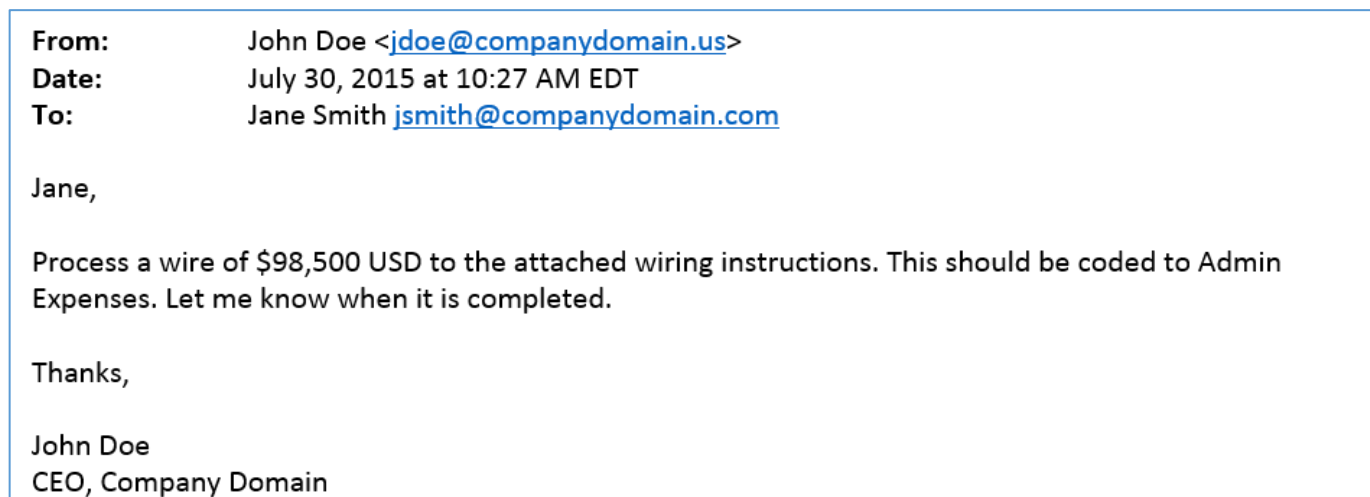 From: John Doe <jdoe@companydomain.us>
Date: July 30, 2015 at 10:27 AM EDT
To: Jane Smith jsmith@companydomain.com
Jane,
Process a wire of $98,500 USD to the attached wiring instructions. This should be coded to Admin
Expenses. Let me know when it is completed.
Thanks,
John Doe
CEO, Company Domain